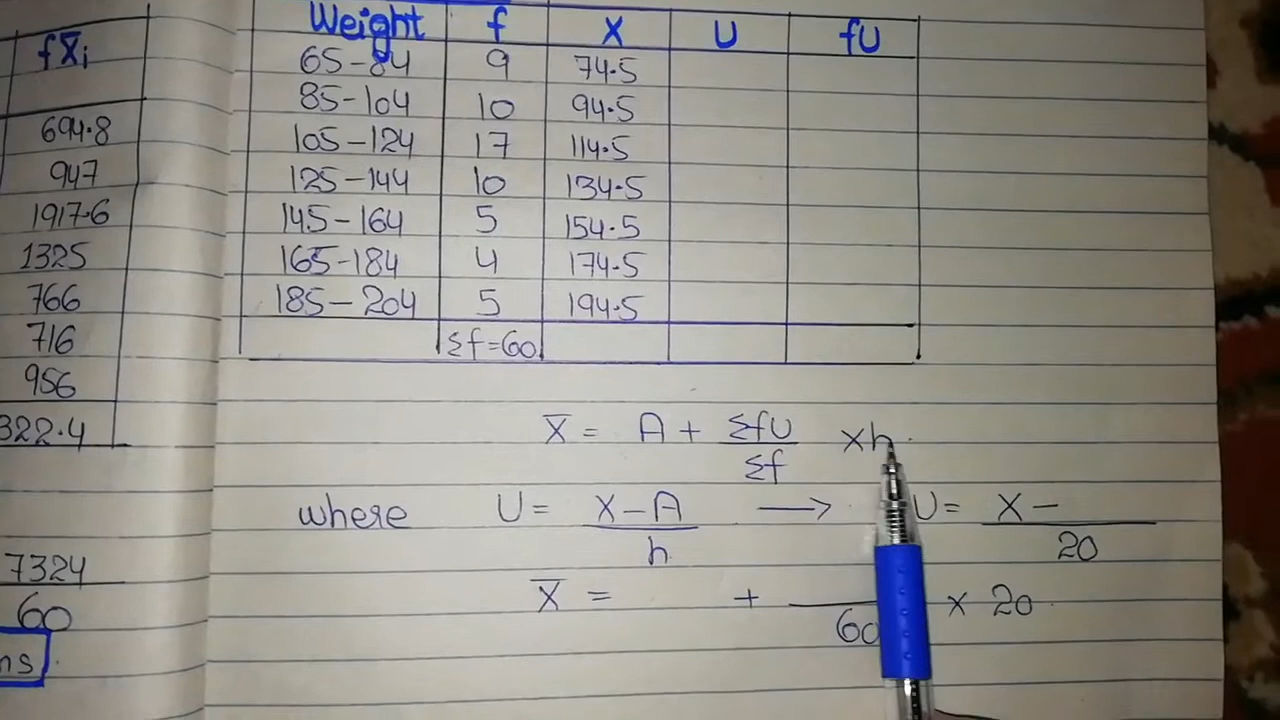 fX̄i
694.8
947
1917.6
1325
766
716
956
322.4
7324
60
ns
Weight f X U fU
65-84 9 74.5
85-104 10 94.5
105-124 17 114.5
125-144 10 134.5
145-164 5 154.5
165-184 4 174.5
185-204 5 194.5
Σf=60
X̄ = A + ΣfU / Σf × h
where U = X-A / h → U = X- / 20
X̄ = + / 60 × 20